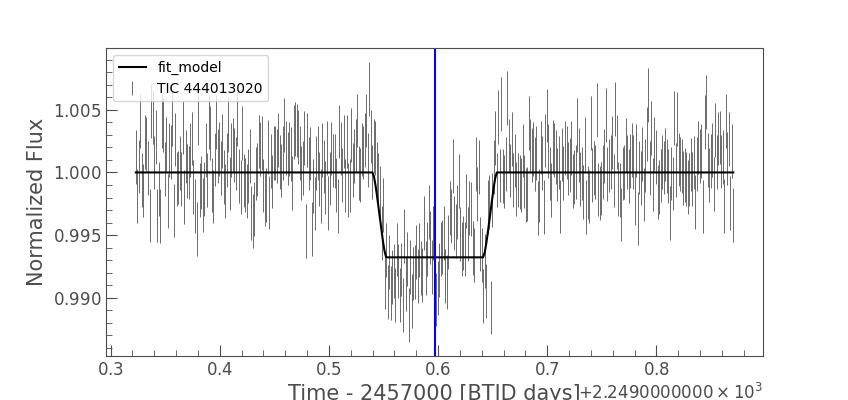 fit_model
TIC 444013020
1.005
1.000
0.995
0.990
Normalized Flux
0.3 0.4 0.5 0.6 0.7 0.8
Time - 2457000 [BTJD days]
+2.2490000000 × 10³